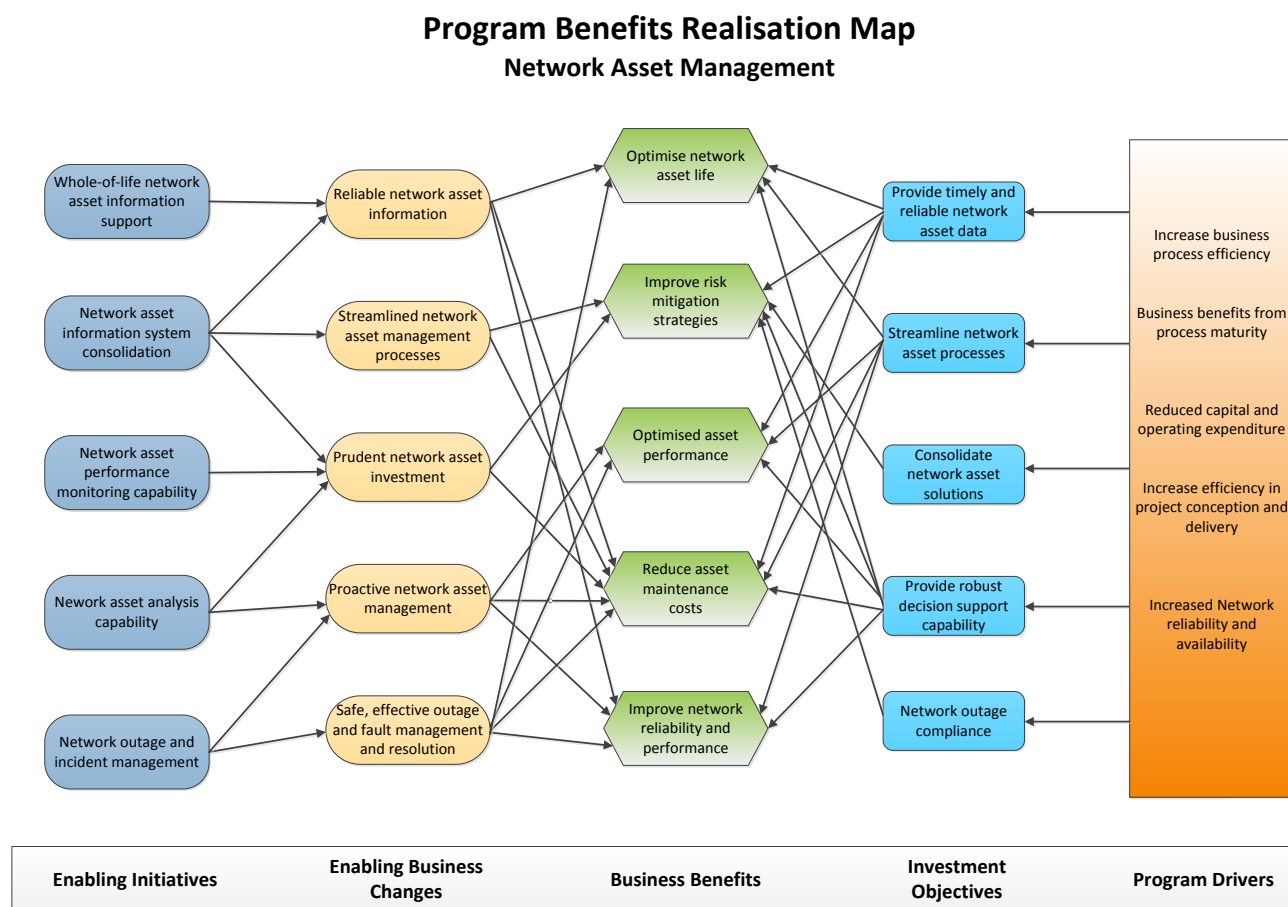 Program Benefits Realisation Map
Network Asset Management
Whole-of-life network
asset information
support
Network asset
information system
consolidation
Network asset
performance
monitoring capability
Nework asset analysis
capability
Network outage and
incident management
Reliable network asset
information
Streamlined network
asset management
processes
Prudent network asset
investment
Proactive network asset
management
Safe, effective outage
and fault management
and resolution
Optimise network
asset life
Improve risk
mitigation
strategies
Optimised asset
performance
Reduce asset
maintenance
costs
Improve network
reliability and
performance
Provide timely and
reliable network
asset data
Streamline network
asset processes
Consolidate
network asset
solutions
Provide robust
decision support
capability
Network outage
compliance
Increase business
process efficiency
Business benefits from
process maturity
Reduced capital and
operating expenditure
Increase efficiency in
project conception and
delivery
Increased Network
reliability and
availability
Enabling Initiatives
Enabling Business
Changes
Business Benefits
Investment
Objectives
Program Drivers